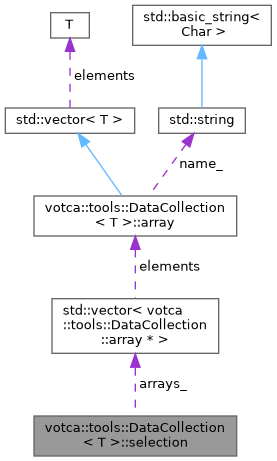 T
std::basic_string<
Char >
elements
std::vector< T >
std::string
name_
votca::tools::DataCollection
< T >::array
elements
std::vector< votca
::tools::DataCollection
::array * >
arrays_
votca::tools::DataCollection
< T >::selection